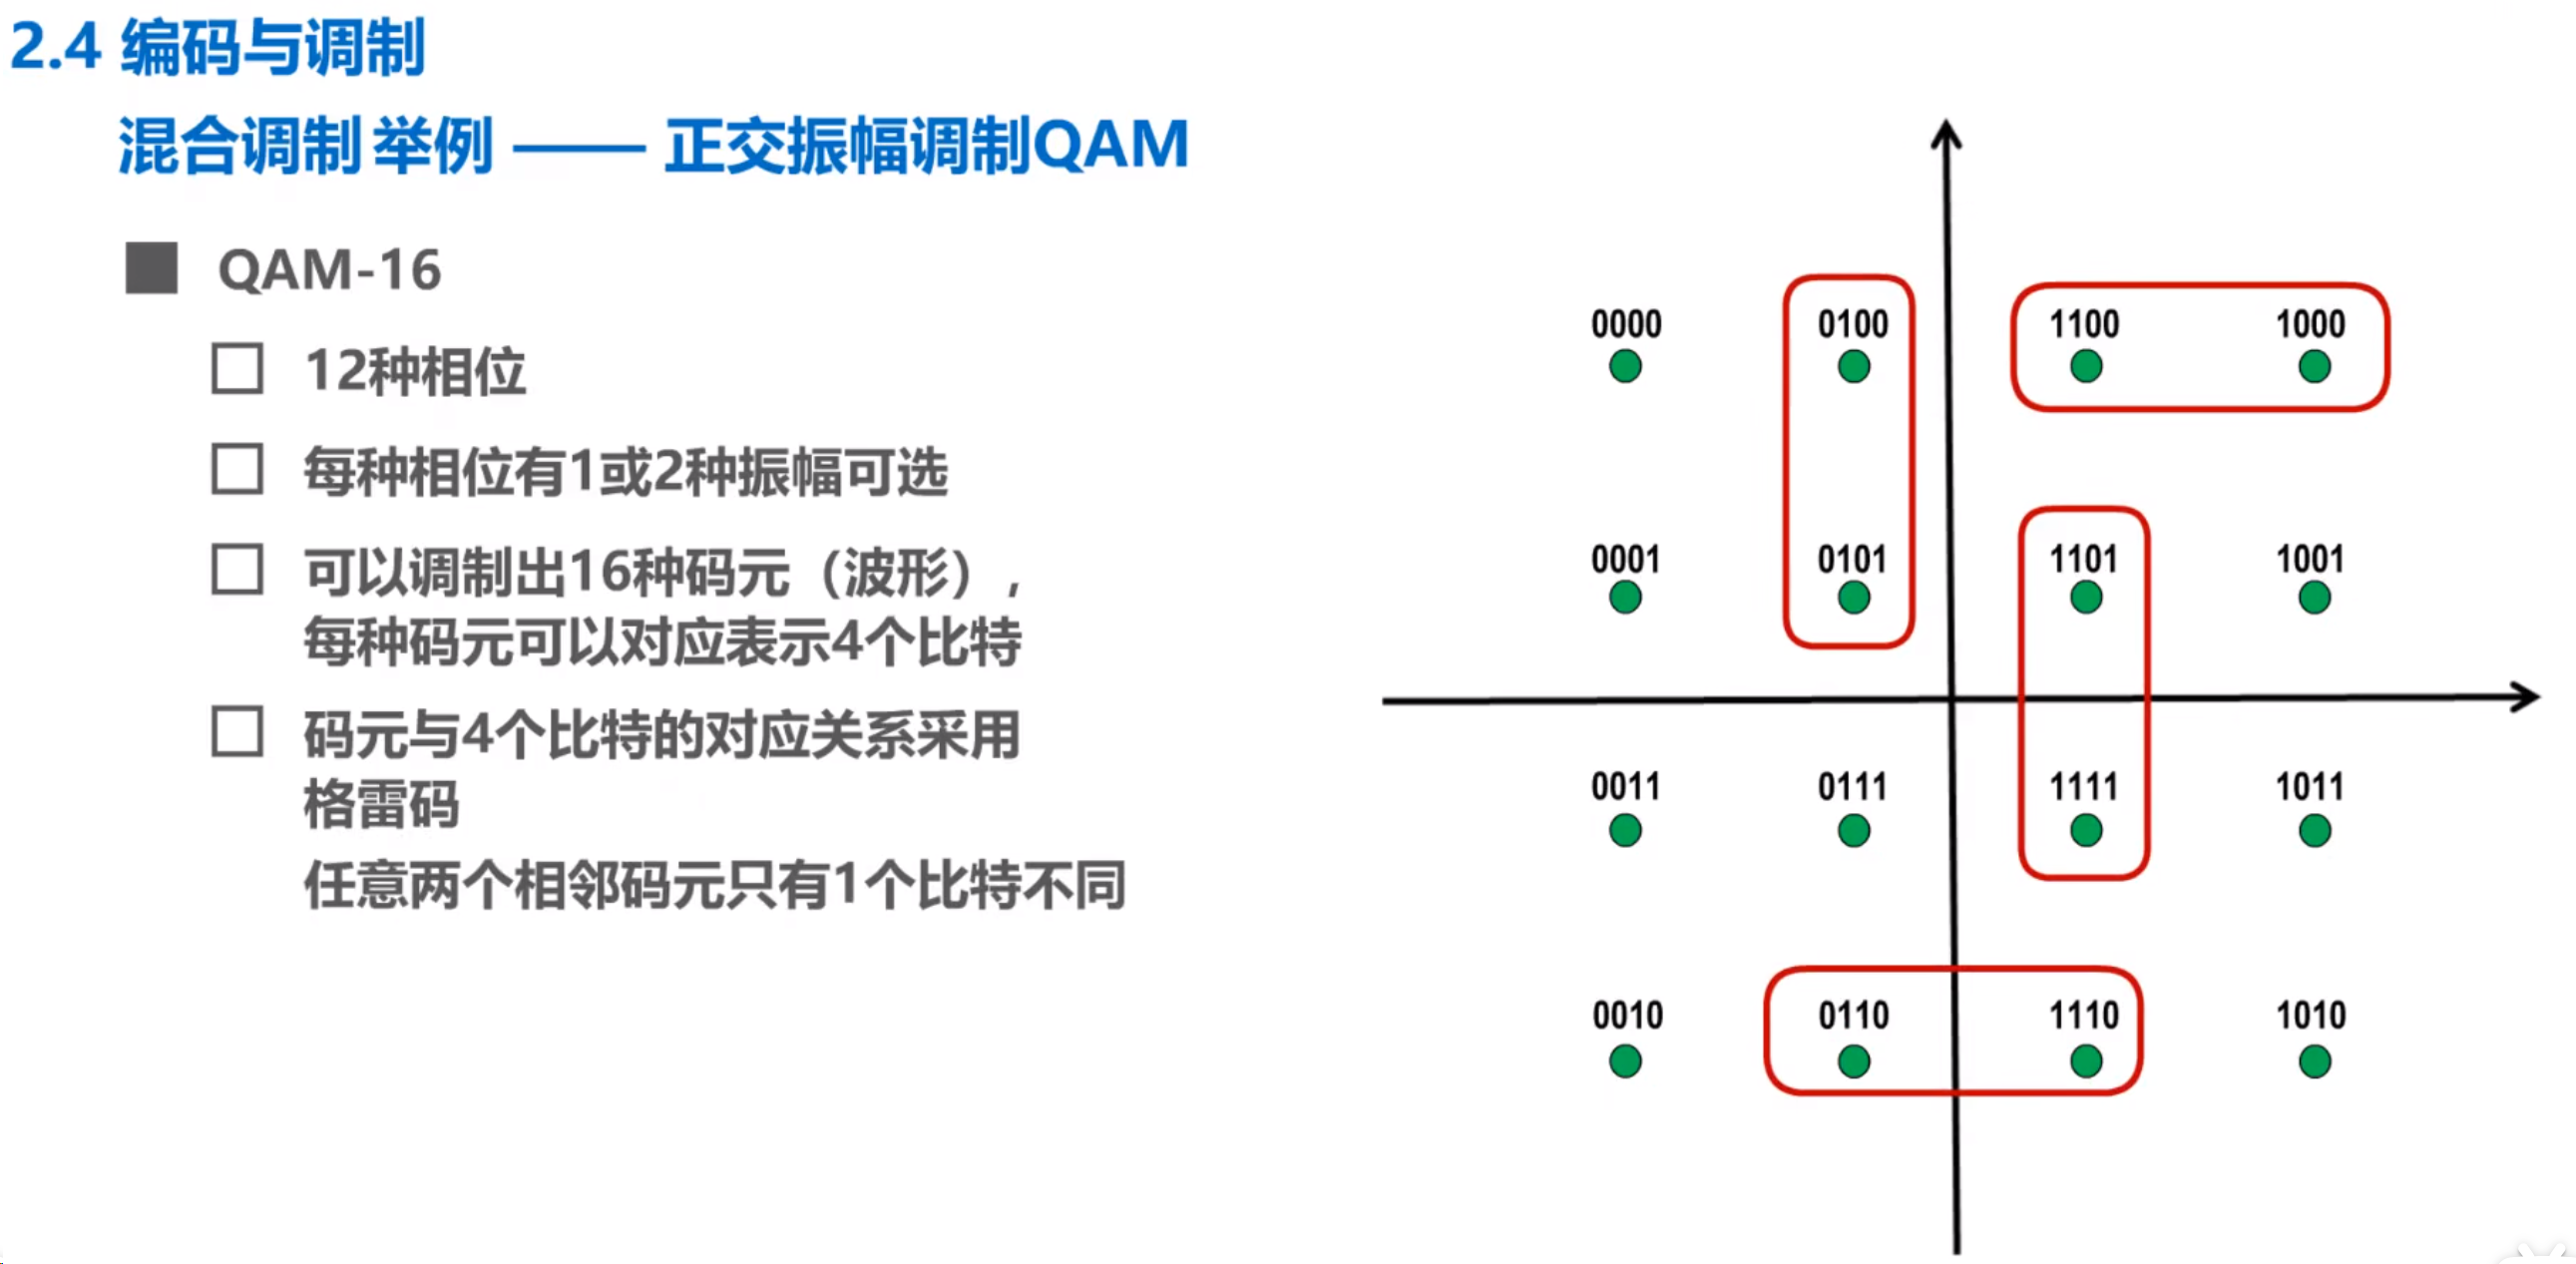 2.4 编码与调制
混合调制 举例 —— 正交振幅调制QAM
QAM-16
12种相位
每种相位有1或2种振幅可选
可以调制出16种码元（波形），
每种码元可以对应表示4个比特
码元与4个比特的对应关系采用
格雷码
任意两个相邻码元只有1个比特不同
0000 0100 1100 1000
0001 0101 1101 1001
0011 0111 1111 1011
0010 0110 1110 1010